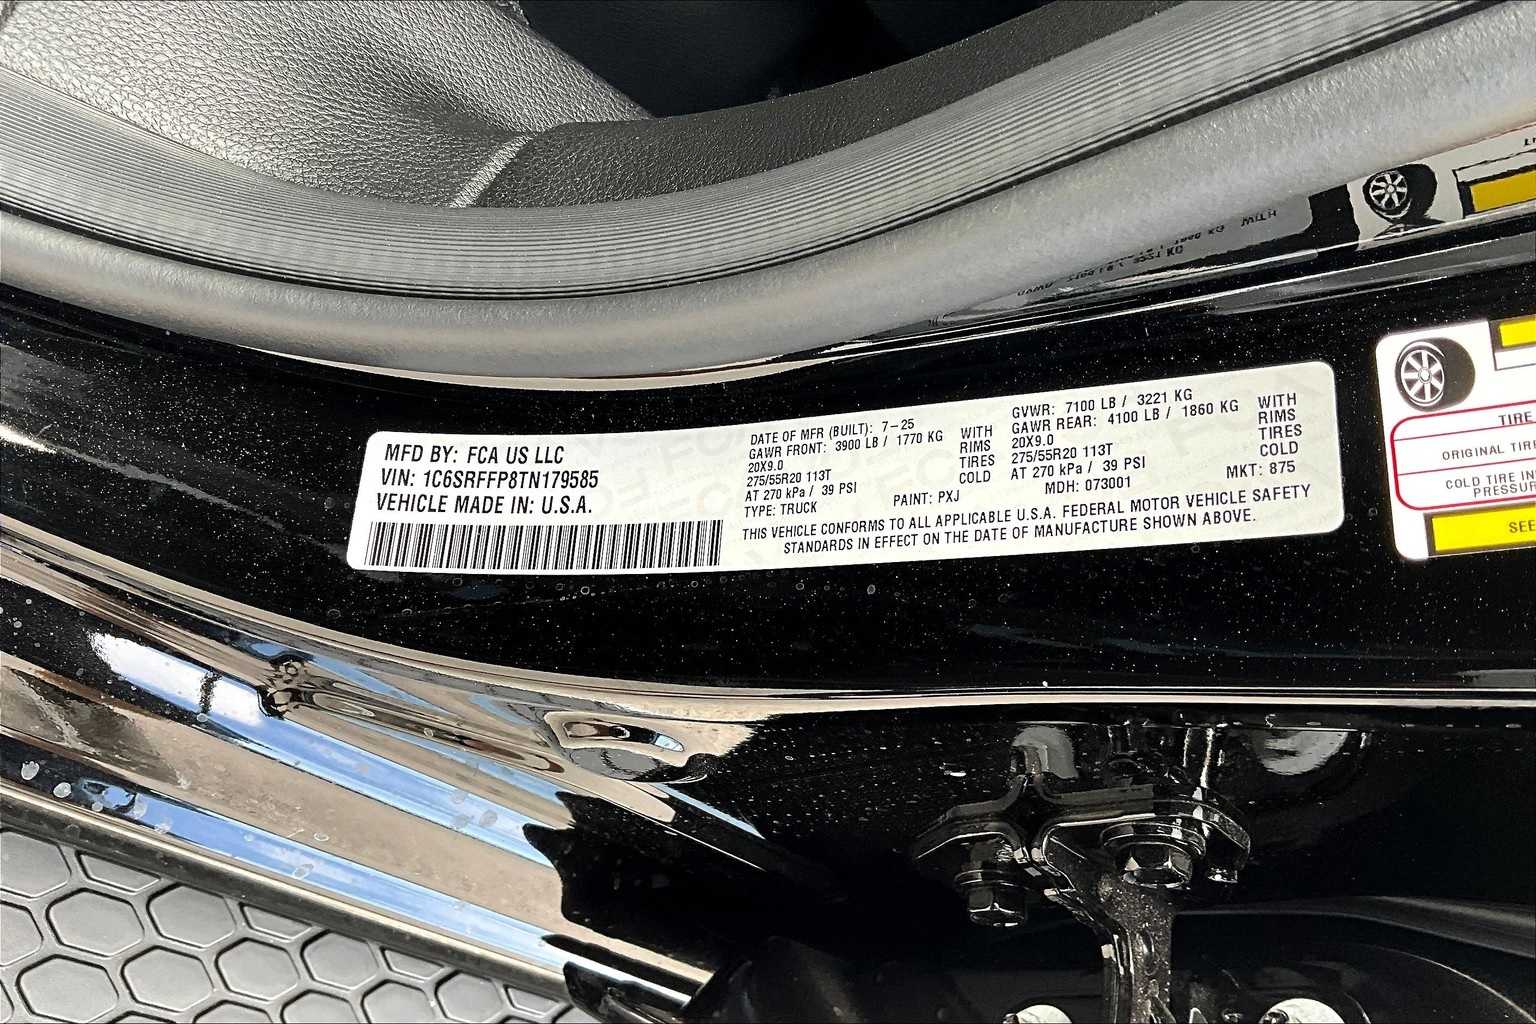 MFD BY: FCA US LLC
VIN: 1C6SRFFP8TN179585
VEHICLE MADE IN: U.S.A.
DATE OF MFR (BUILT): 7-25
GAWR FRONT: 3900 LB / 1770 KG WITH
20X9.0 RIMS
275/55R20 113T TIRES
AT 270 kPa / 39 PSI COLD
TYPE: TRUCK
GVWR: 7100 LB / 3221 KG
GAWR REAR: 4100 LB / 1860 KG WITH
20X9.0 RIMS
275/55R20 113T TIRES
AT 270 kPa / 39 PSI COLD
PAINT: PXJ MDH: 073001 MKT: 875
THIS VEHICLE CONFORMS TO ALL APPLICABLE U.S.A. FEDERAL MOTOR VEHICLE SAFETY
STANDARDS IN EFFECT ON THE DATE OF MANUFACTURE SHOWN ABOVE.
TIRE
ORIGINAL TIRE
COLD TIRE
PRESSUR
SEE